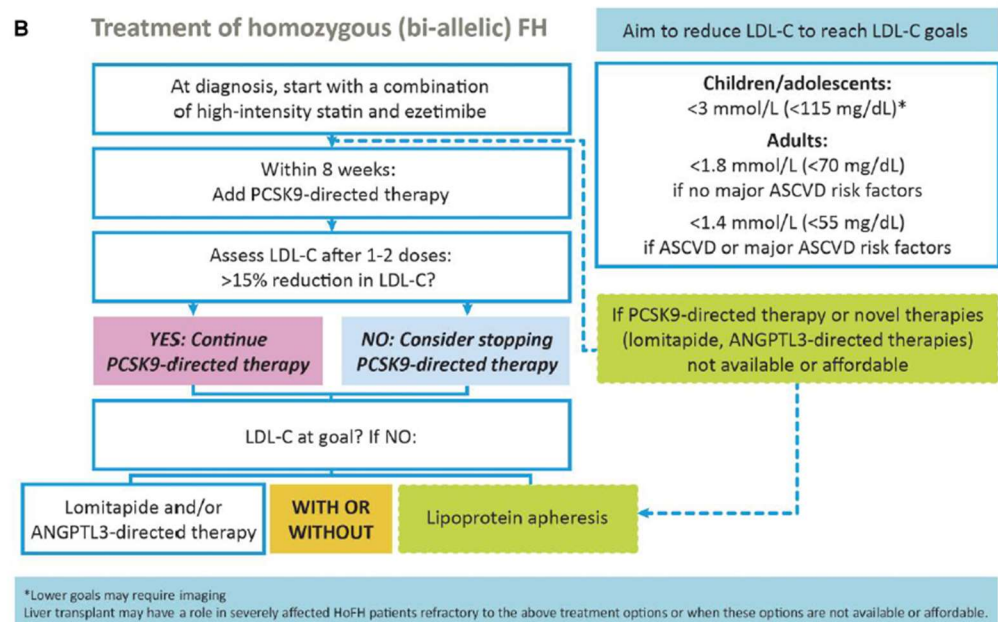 B
Treatment of homozygous (bi-allelic) FH
At diagnosis, start with a combination
of high-intensity statin and ezetimibe
Within 8 weeks:
Add PCSK9-directed therapy
Assess LDL-C after 1-2 doses:
>15% reduction in LDL-C?
YES: Continue
PCSK9-directed therapy
NO: Consider stopping
PCSK9-directed therapy
LDL-C at goal? If NO:
Lomitapide and/or
ANGPTL3-directed therapy
WITH OR
WITHOUT
Lipoprotein apheresis
Aim to reduce LDL-C to reach LDL-C goals
Children/adolescents:
<3 mmol/L (<115 mg/dL)*
Adults:
<1.8 mmol/L (<70 mg/dL)
if no major ASCVD risk factors
<1.4 mmol/L (<55 mg/dL)
if ASCVD or major ASCVD risk factors
If PCSK9-directed therapy or novel therapies
(lomitapide, ANGPTL3-directed therapies)
not available or affordable
*Lower goals may require imaging
Liver transplant may have a role in severely affected HoFH patients refractory to the above treatment options or when these options are not available or affordable.